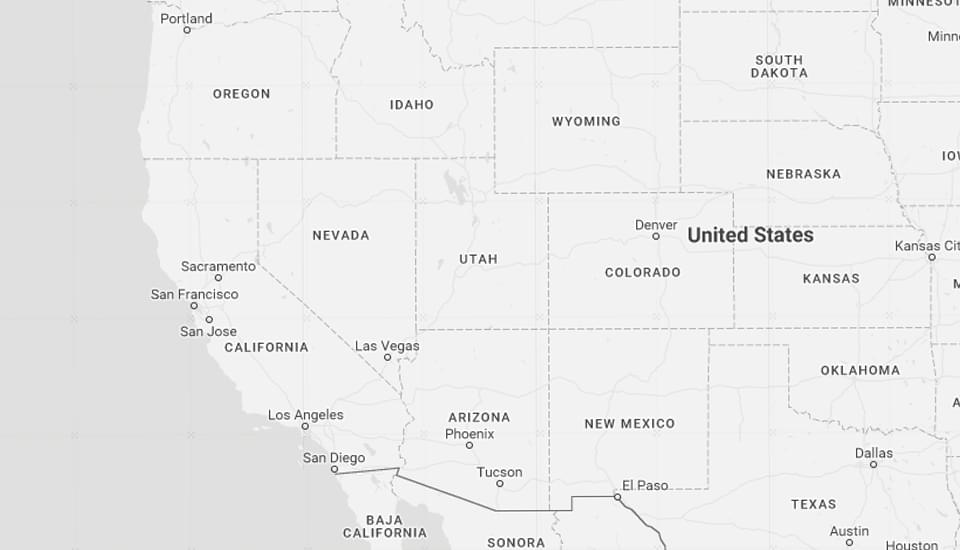 MINNESOT
Portland
Minne
SOUTH
DAKOTA
OREGON
IDAHO
WYOMING
IOW
NEBRASKA
Denver
NEVADA
United States
Kansas Cit
UTAH
Sacramento
COLORADO
KANSAS
M
San Francisco
San Jose
CALIFORNIA
Las Vegas
OKLAHOMA
A
Los Angeles
ARIZONA
NEW MEXICO
Phoenix
Dallas
San Diego
Tucson
El Paso
TEXAS
BAJA
CALIFORNIA
Austin
SONORA
Houston